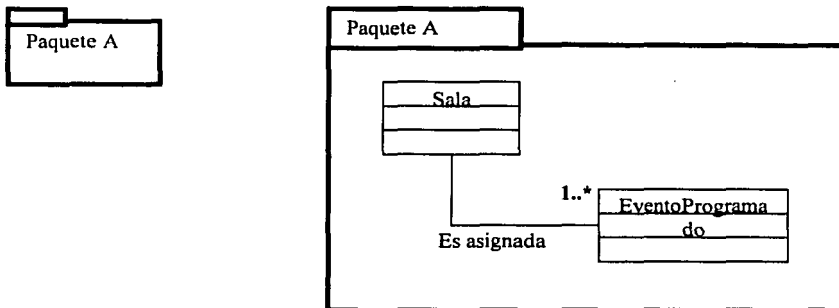 Paquete A
Paquete A
Sala
1..*
EventoPrograma
do
Es asignada